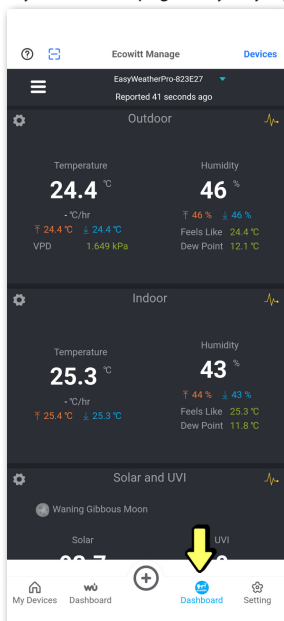 Ecowitt Manage
Devices
EasyWeatherPro-823E27
Reported 41 seconds ago
Outdoor
Temperature
Humidity
24.4 ℃
46 %
- ℃/hr
24.4 ℃ 24.4 ℃
46 % 46 %
Feels Like 24.4 ℃
VPD 1.649 kPa
Dew Point 12.1 ℃
Indoor
Temperature
Humidity
25.3 ℃
43 %
- ℃/hr
44 % 43 %
25.4 ℃ 25.3 ℃
Feels Like 25.3 ℃
Dew Point 11.8 ℃
Solar and UVI
Waning Gibbous Moon
Solar
UVI
My Devices
Dashboard
Dashboard
Setting